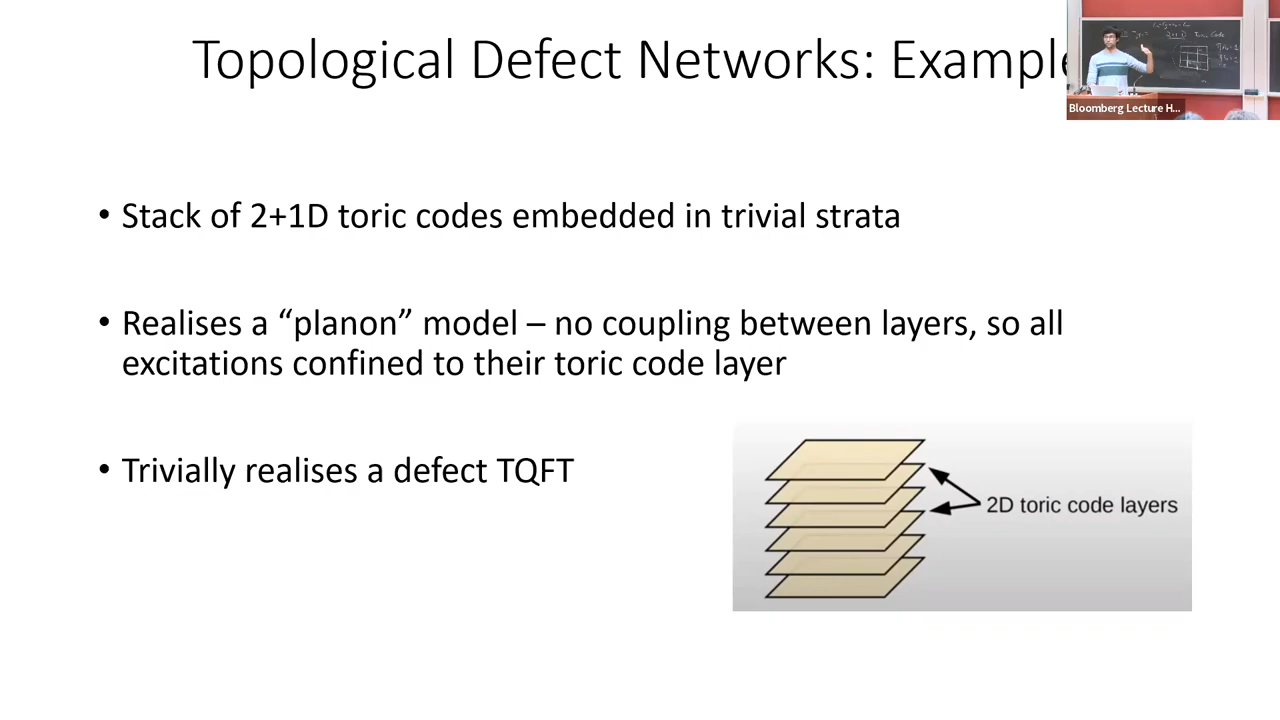 Topological Defect Networks: Example
Bloomberg Lecture H...
• Stack of 2+1D toric codes embedded in trivial strata
• Realises a “planon” model – no coupling between layers, so all
excitations confined to their toric code layer
• Trivially realises a defect TQFT
2D toric code layers
Toric Code